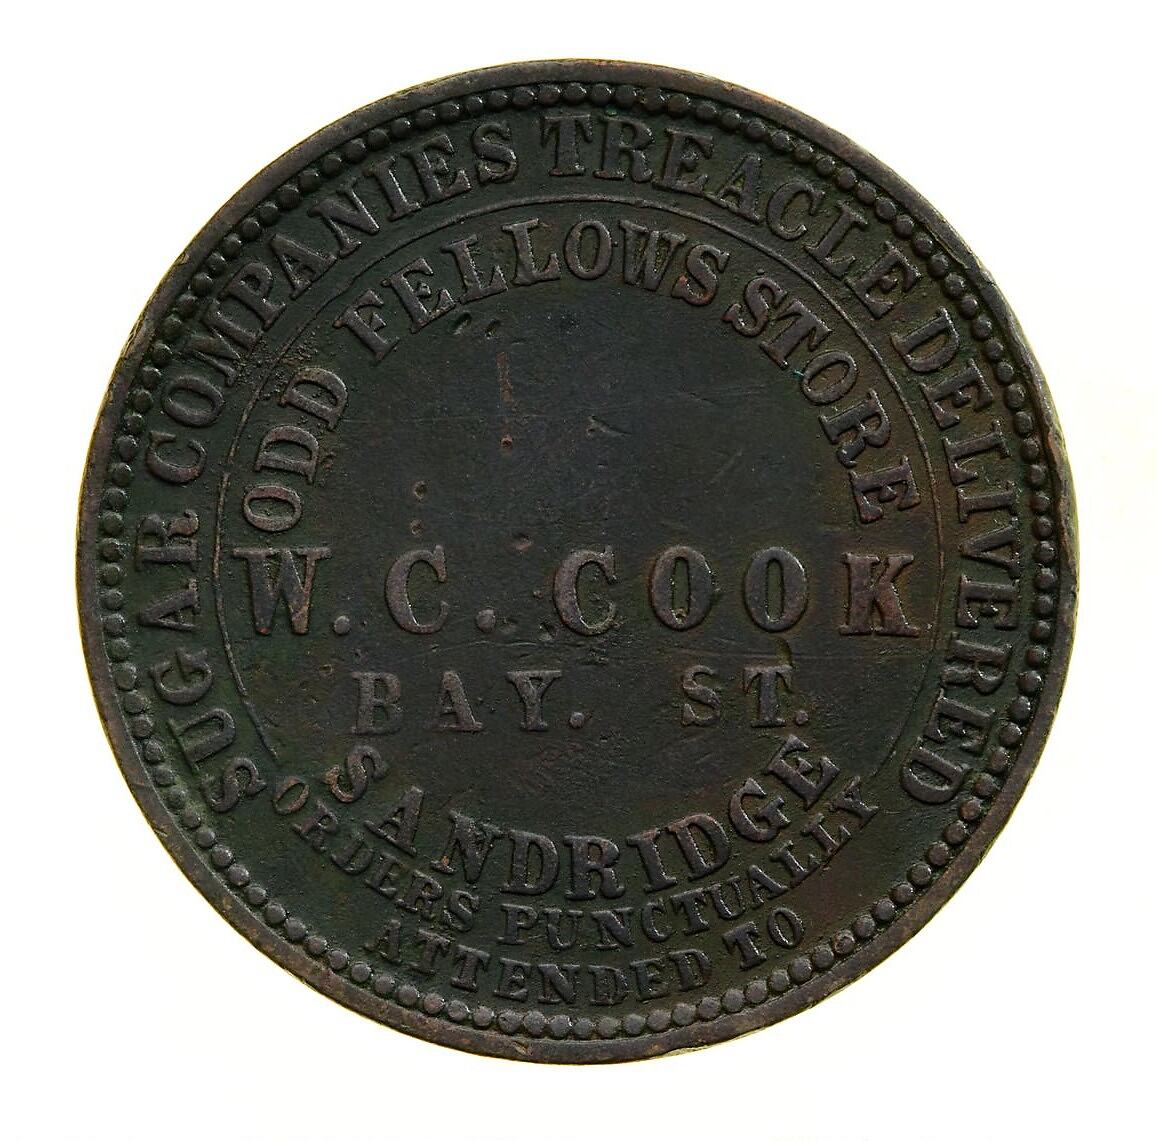 SUGAR COMPANIES TREACLE DELIVERED
ODD FELLOWS STORE
W. C. COOK
BAY. ST.
SANDRIDGE
ORDERS PUNCTUALLY
ATTENDED TO